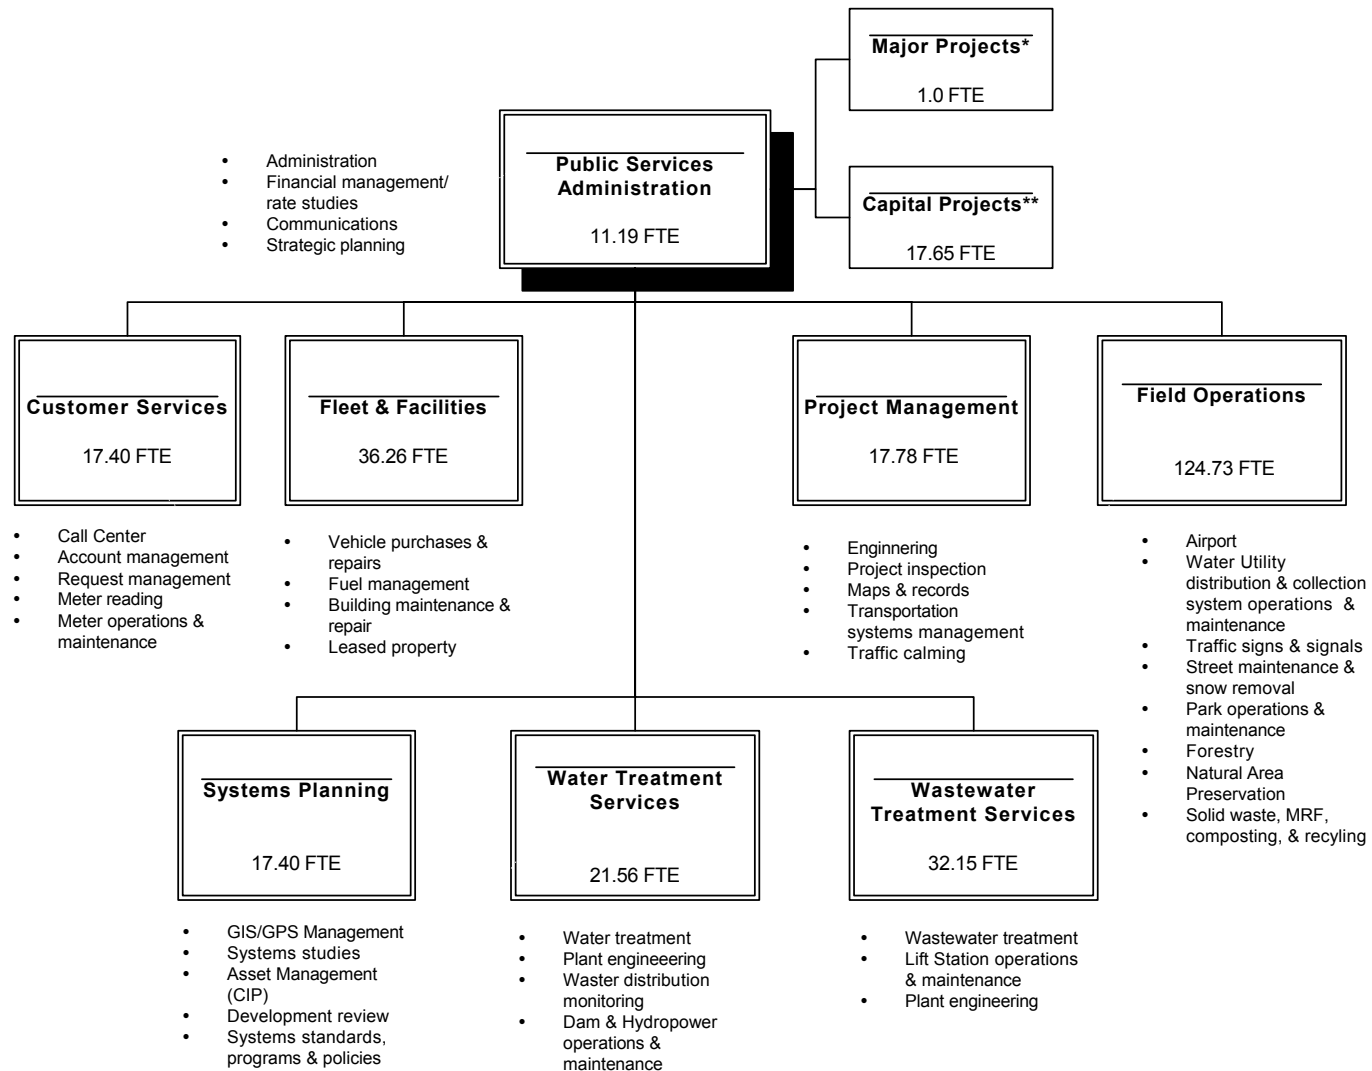 Major Projects*
1.0 FTE
Public Services
Administration
11.19 FTE
• Administration
• Financial management/
rate studies
• Communications
• Strategic planning
Capital Projects**
17.65 FTE
Customer Services
17.40 FTE
Fleet & Facilities
36.26 FTE
Project Management
17.78 FTE
Field Operations
124.73 FTE
• Call Center
• Account management
• Request management
• Meter reading
• Meter operations &
maintenance
• Vehicle purchases &
repairs
• Fuel management
• Building maintenance &
repair
• Leased property
• Enginnering
• Project inspection
• Maps & records
• Transportation
systems management
• Traffic calming
• Airport
• Water Utility
distribution & collection
system operations &
maintenance
• Traffic signs & signals
• Street maintenance &
snow removal
• Park operations &
maintenance
• Forestry
• Natural Area
Preservation
• Solid waste, MRF,
composting, & recyling
Systems Planning
17.40 FTE
Water Treatment
Services
21.56 FTE
Wastewater
Treatment Services
32.15 FTE
• GIS/GPS Management
• Systems studies
• Asset Management
(CIP)
• Development review
• Systems standards,
programs & policies
• Water treatment
• Plant engineeering
• Waster distribution
monitoring
• Dam & Hydropower
operations &
maintenance
• Wastewater treatment
• Lift Station operations
& maintenance
• Plant engineering